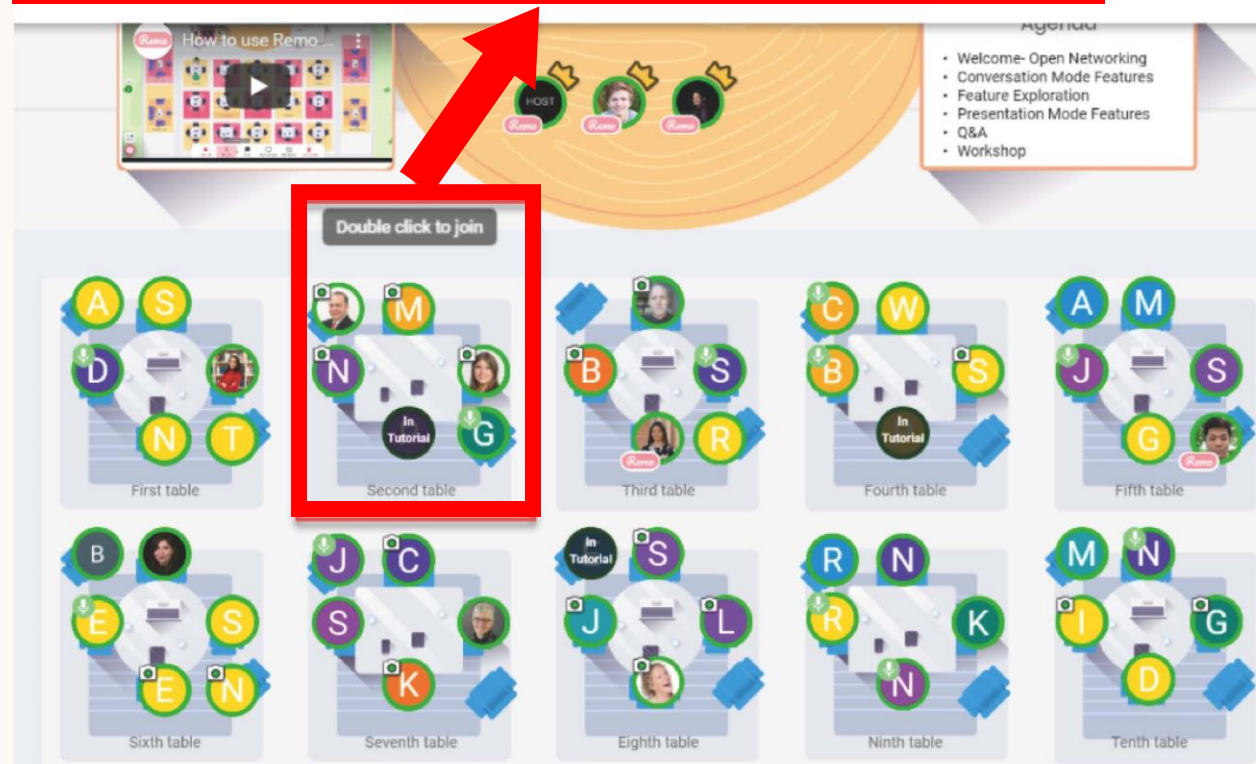 Remo
How to use Remo ...
HOST
Remo
Remo
Remo
Agenda
• Welcome- Open Networking
• Conversation Mode Features
• Feature Exploration
• Presentation Mode Features
• Q&A
• Workshop
Double click to join
A S
D
N T
First table
M
N
In
Tutorial
G
Second table
B S
Remo
R
Third table
C W
B S
In
Tutorial
Fourth table
A M
J S
G
Remo
Fifth table
B
E S
E N
Sixth table
J C
S
K
Seventh table
In
Tutorial
S
J L
Eighth table
R N
R K
N
Ninth table
M N
I G
D
Tenth table